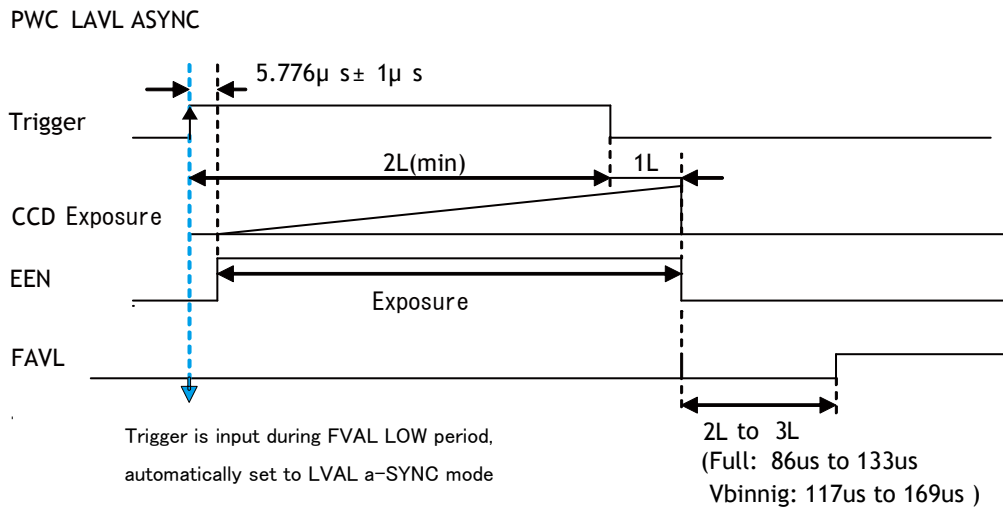 PWC LAVL ASYNC
5.776μ s± 1μ s
Trigger
2L(min)
1L
CCD Exposure
EEN
Exposure
FAVL
Trigger is input during FVAL LOW period,
automatically set to LVAL a-SYNC mode
2L to 3L
(Full: 86us to 133us
Vbinnig: 117us to 169us )